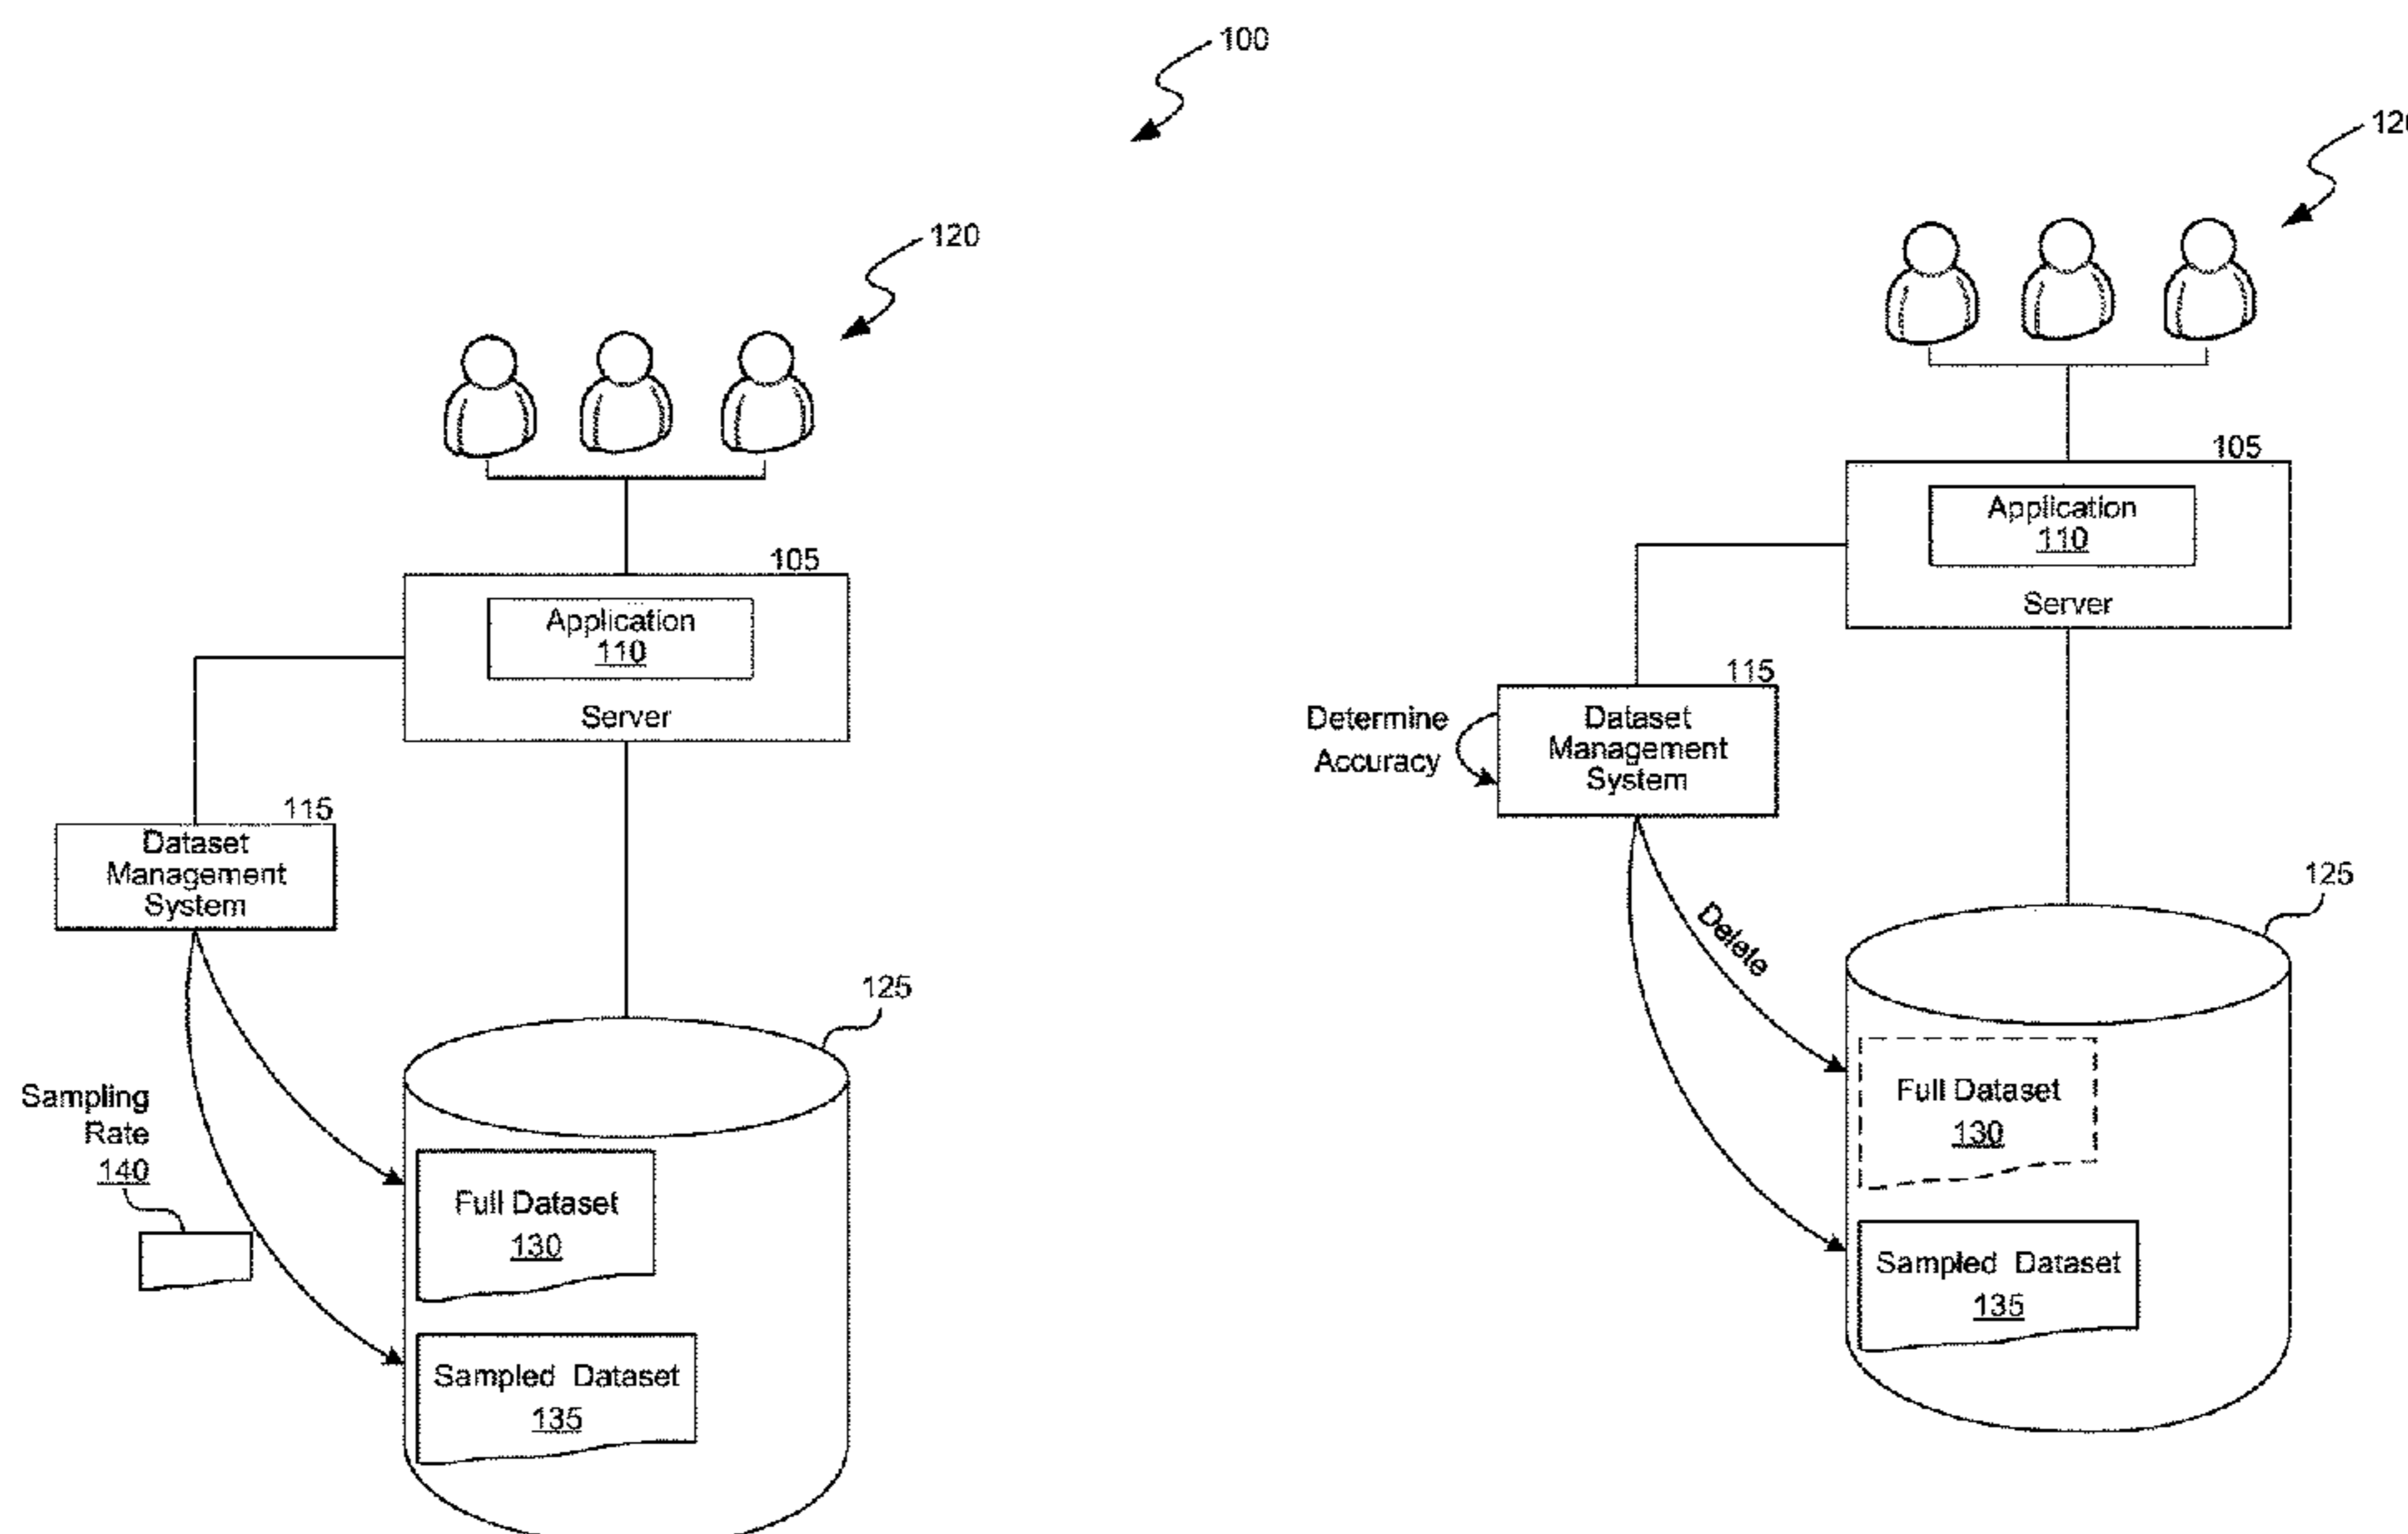 100
120
105
Application
110
Server
115
Dataset
Management
System
125
Sampling
Rate
140
Full Dataset
130
Sampled Dataset
135
105
Application
110
Server
115
Determine
Accuracy
Dataset
Management
System
Delete
125
Full Dataset
130
Sampled Dataset
135